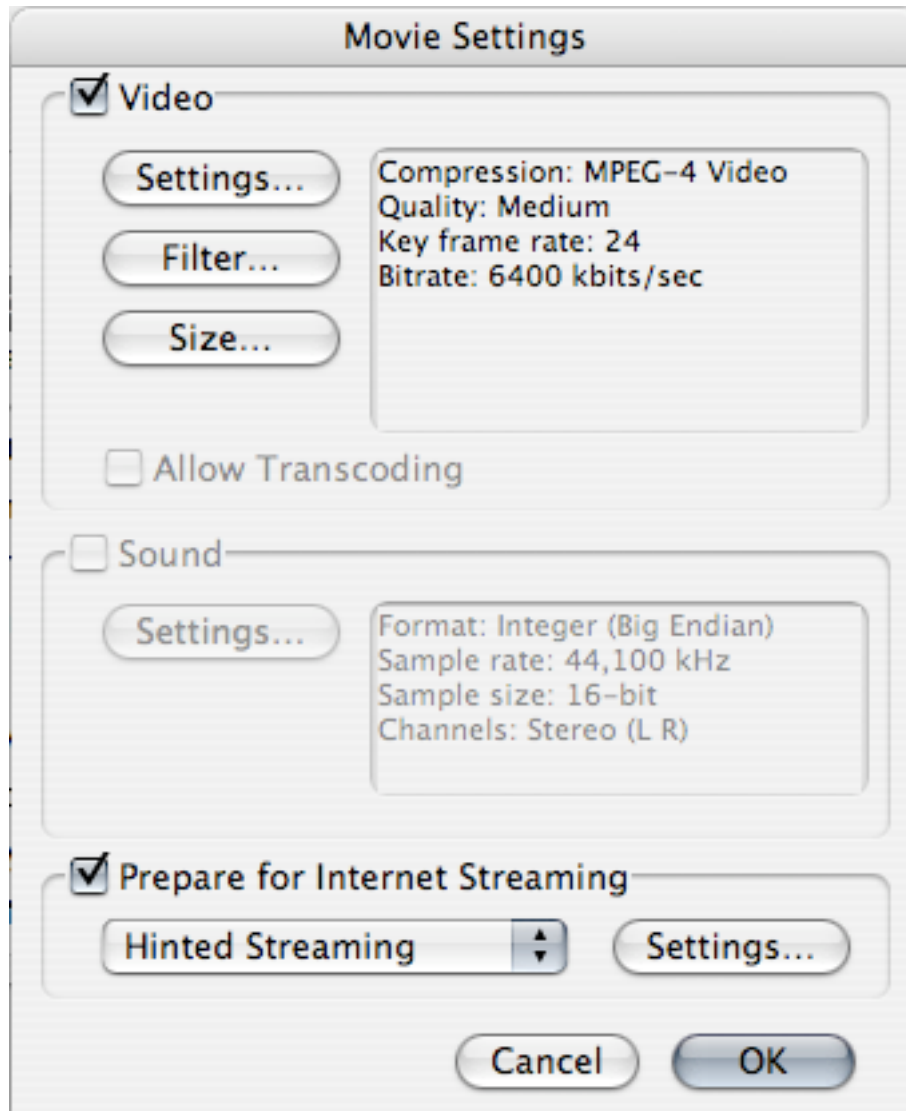 Movie Settings
Video
Settings...
Compression: MPEG-4 Video
Quality: Medium
Key frame rate: 24
Bitrate: 6400 kbits/sec
Filter...
Size...
Allow Transcoding
Sound
Settings...
Format: Integer (Big Endian)
Sample rate: 44,100 kHz
Sample size: 16-bit
Channels: Stereo (L R)
Prepare for Internet Streaming
Hinted Streaming
Settings...
Cancel
OK